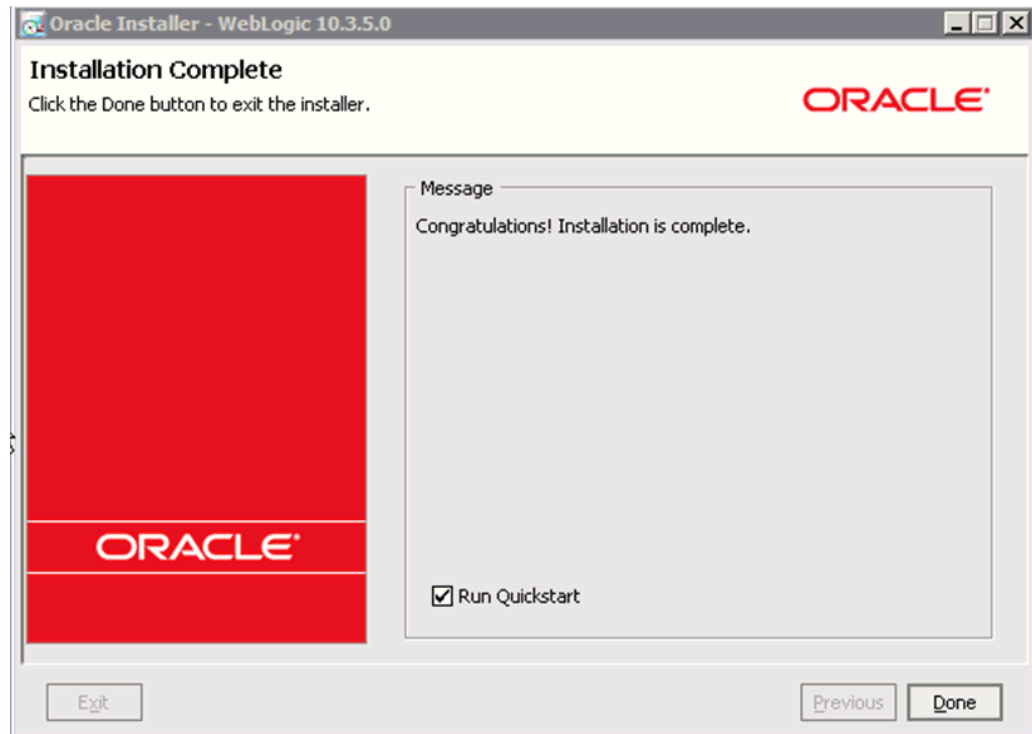 Oracle Installer - WebLogic 10.3.5.0
Installation Complete
Click the Done button to exit the installer.
ORACLE
Message
Congratulations! Installation is complete.
ORACLE
Run Quickstart
Exit
Previous
Done